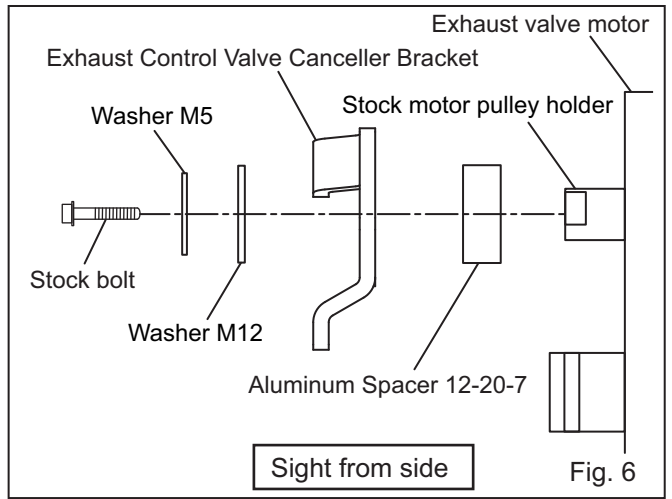 Exhaust valve motor
Exhaust Control Valve Canceller Bracket
Stock motor pulley holder
Washer M5
Stock bolt
Washer M12
Aluminum Spacer 12-20-7
Sight from side
Fig. 6